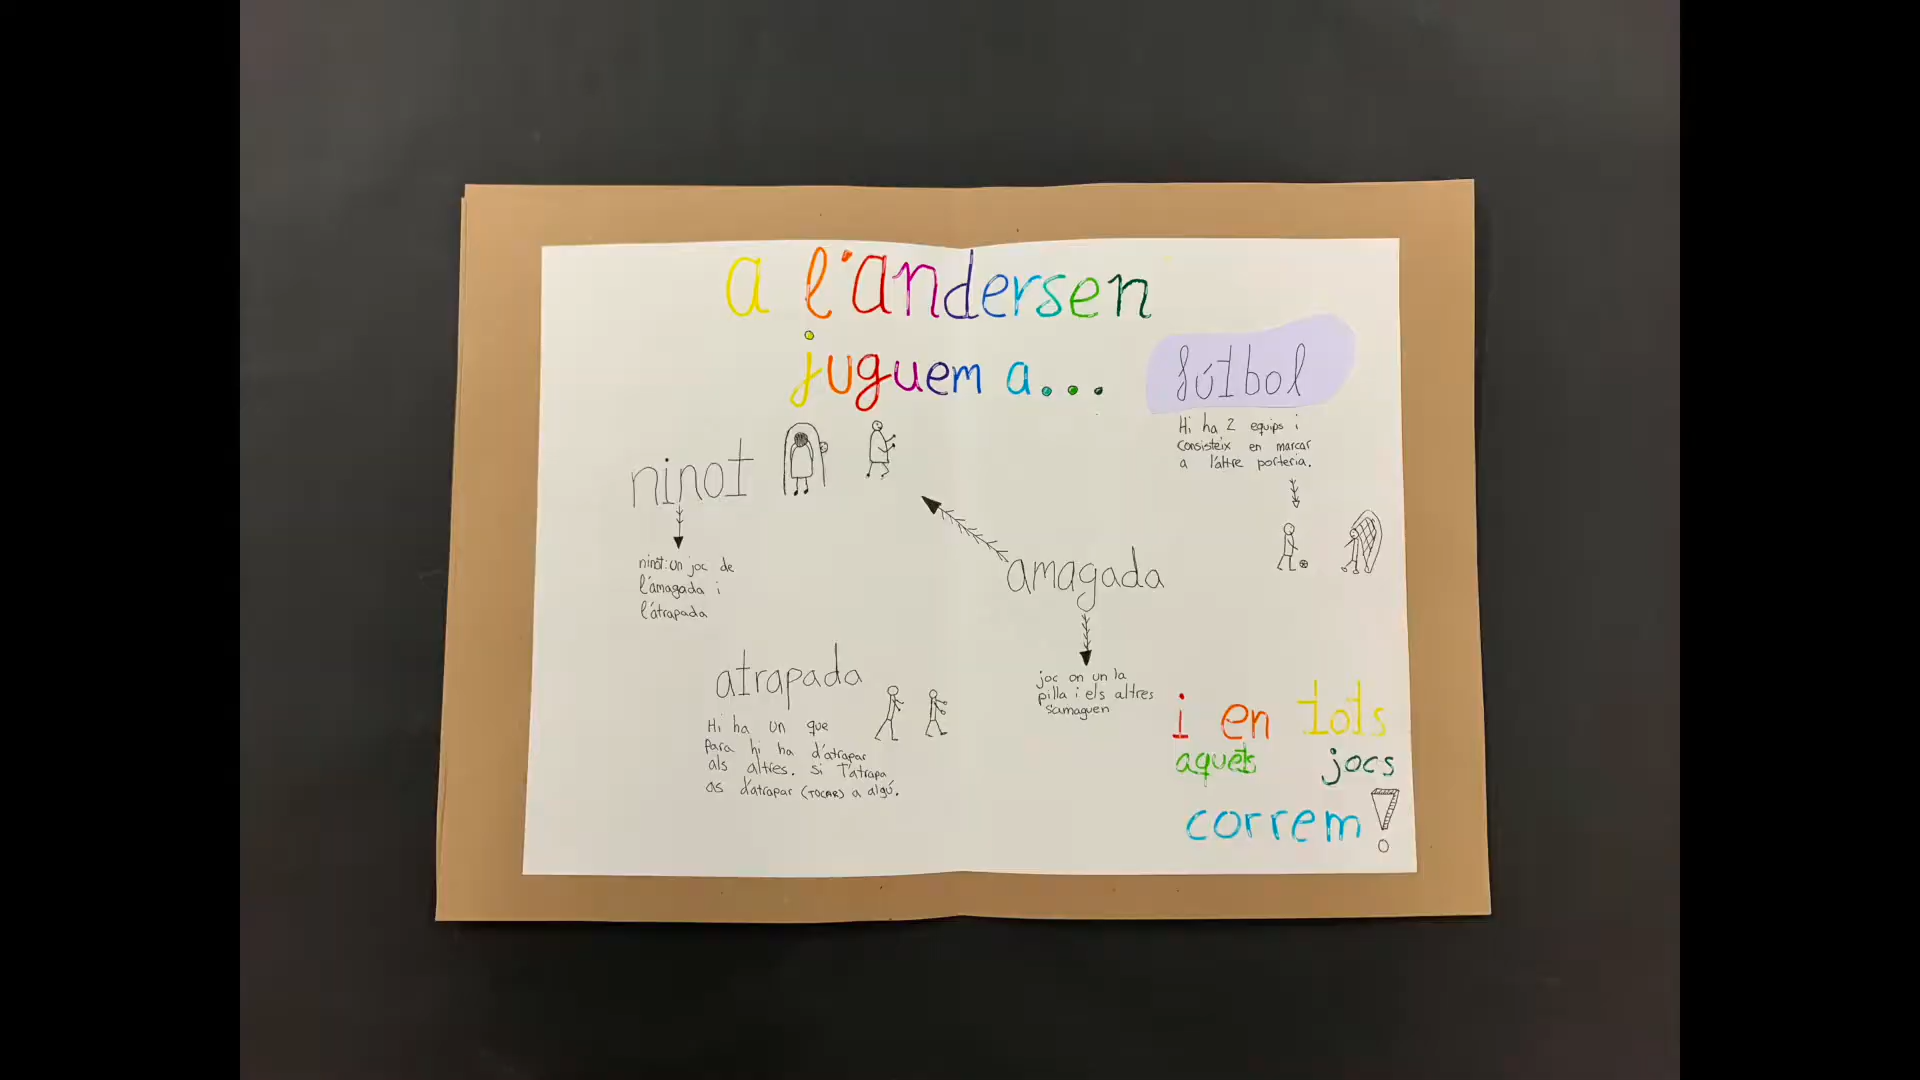 a l'andersen
juguem a...
fútbol
Hi ha 2 equips i
consisteix en marcar
a l'altre porteria.
ninot
ninot: un joc de
l'amagada i
l'atrapada
amagada
joc on un la
pilla i els altres
s'amaguen
atrapada
Hi ha un que
para hi ha d'atrapar
als altres. si t'atrapa
as d'atrapar (TOCAR) a algú.
i en tots
aquets jocs
correm!